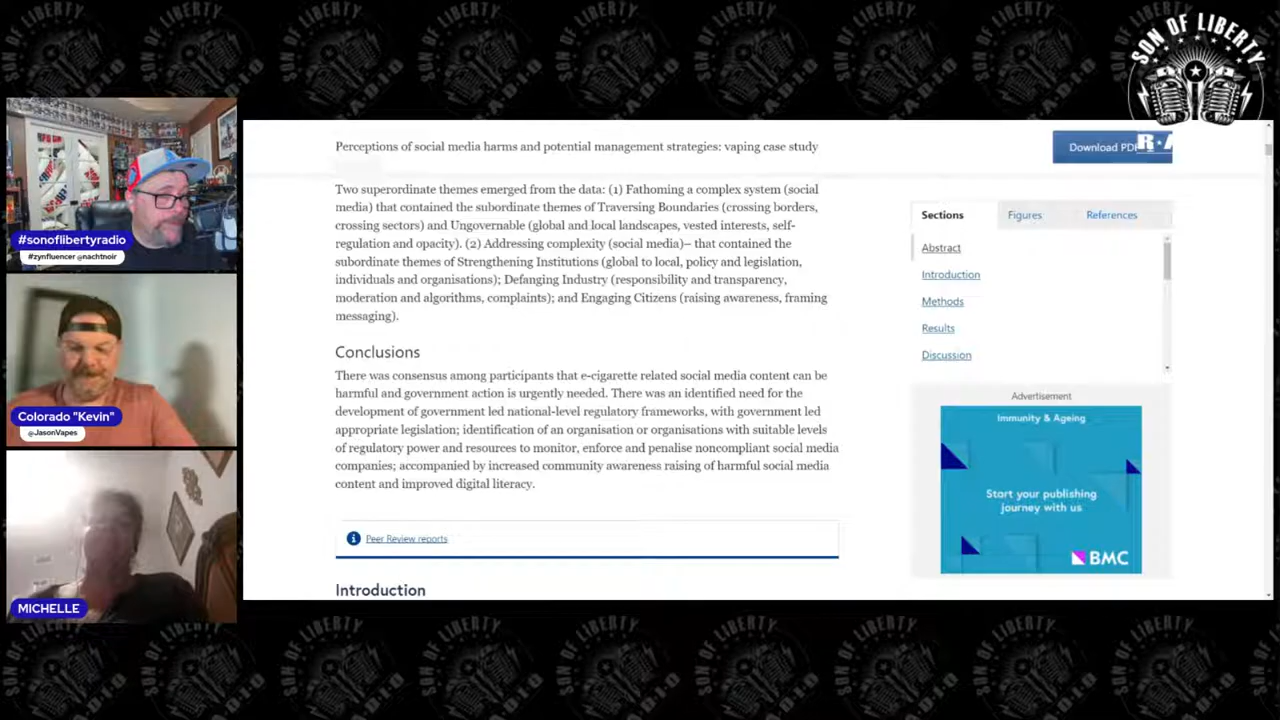 SON OF LIBERTY
#sonoflibertyradio
#zynfluencer @nachtnoir
Colorado "Kevin"
@JasonVapes
MICHELLE
Perceptions of social media harms and potential management strategies: vaping case study
Download PDF
Two superordinate themes emerged from the data: (1) Fathoming a complex system (social
media) that contained the subordinate themes of Traversing Boundaries (crossing borders,
crossing sectors) and Ungovernable (global and local landscapes, vested interests, self-
regulation and opacity). (2) Addressing complexity (social media)– that contained the
subordinate themes of Strengthening Institutions (global to local, policy and legislation,
individuals and organisations); Defanging Industry (responsibility and transparency,
moderation and algorithms, complaints); and Engaging Citizens (raising awareness, framing
messaging).
Conclusions
There was consensus among participants that e-cigarette related social media content can be
harmful and government action is urgently needed. There was an identified need for the
development of government led national-level regulatory frameworks, with government led
appropriate legislation; identification of an organisation or organisations with suitable levels
of regulatory power and resources to monitor, enforce and penalise noncompliant social media
companies; accompanied by increased community awareness raising of harmful social media
content and improved digital literacy.
Peer Review reports
Introduction
Sections
Figures
References
Abstract
Introduction
Methods
Results
Discussion
Advertisement
Immunity & Ageing
Start your publishing
journey with us
BMC